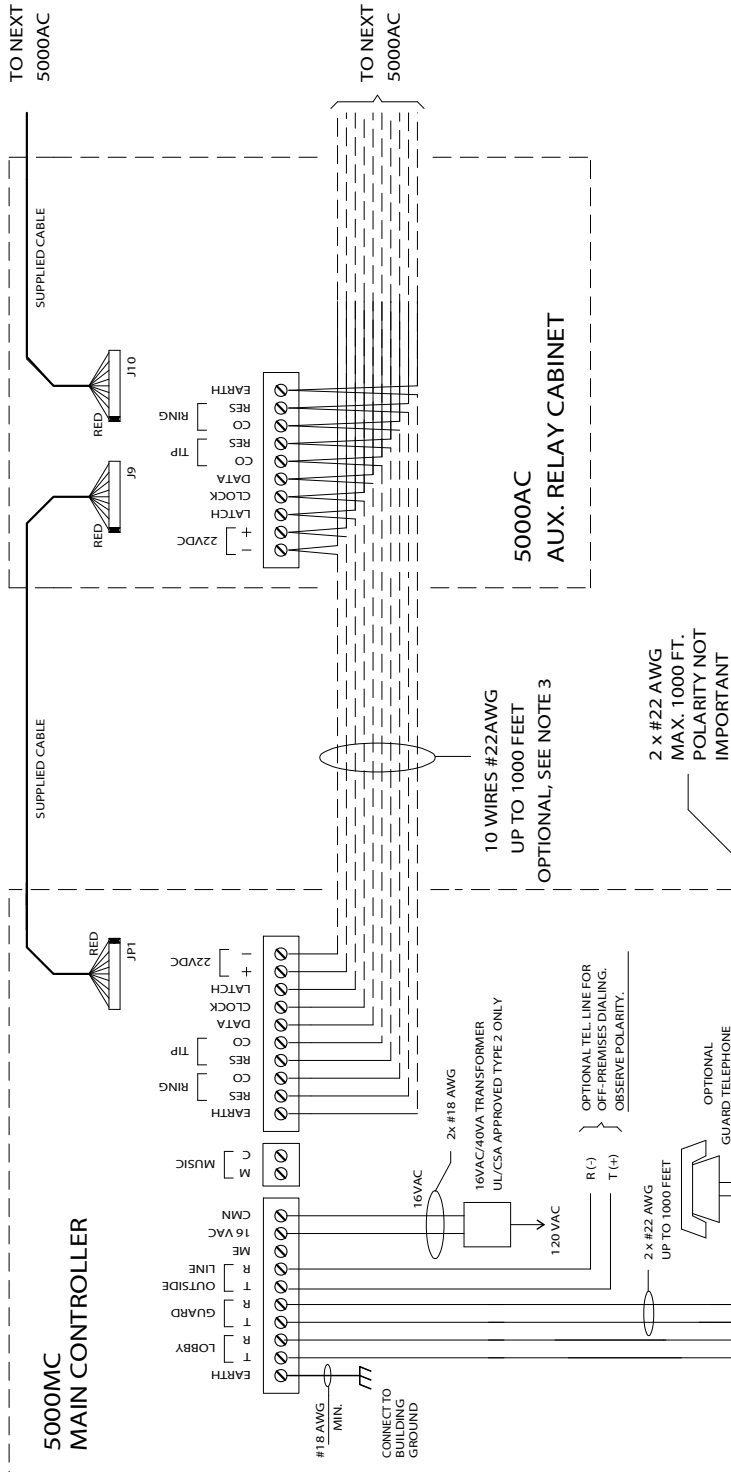 TO NEXT
5000AC
SUPPLIED CABLE
J10
RED
J9
RED
SUPPLIED CABLE
RED
JP1
TO NEXT
5000AC
EARTH
RES
CO
RING
RES
CO
TIP
DATA
CLOCK
LATCH
+
–
22VDC
5000AC
AUX. RELAY CABINET
10 WIRES #22AWG
UP TO 1000 FEET
OPTIONAL, SEE NOTE 3
2 x #22 AWG
MAX. 1000 FT.
POLARITY NOT
IMPORTANT
–
+
22VDC
LATCH
CLOCK
DATA
CO
RES
TIP
CO
RES
RING
EARTH
C
M
MUSIC
5000MC
MAIN CONTROLLER
CMN
16 VAC
ME
R
T
LINE
OUTSIDE
R
T
GUARD
R
T
LOBBY
EARTH
16VAC
2x #18 AWG
16VAC/40VA TRANSFORMER
UL/CSA APPROVED TYPE 2 ONLY
120 VAC
R (-)
T (+)
OPTIONAL TEL. LINE FOR
OFF-PREMISES DIALING.
OBSERVE POLARITY.
2 x #22 AWG
UP TO 1000 FEET
OPTIONAL
GUARD TELEPHONE
#18 AWG
MIN.
CONNECT TO
BUILDING
GROUND